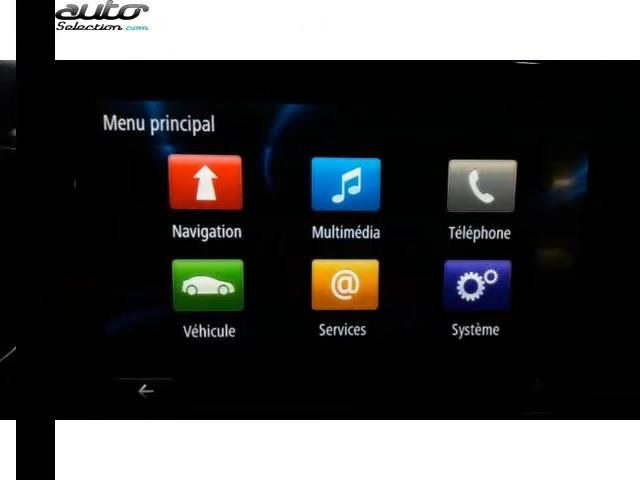 auto
Selection.com
Menu principal
Navigation
Multimédia
Téléphone
@
Véhicule
Services
Système